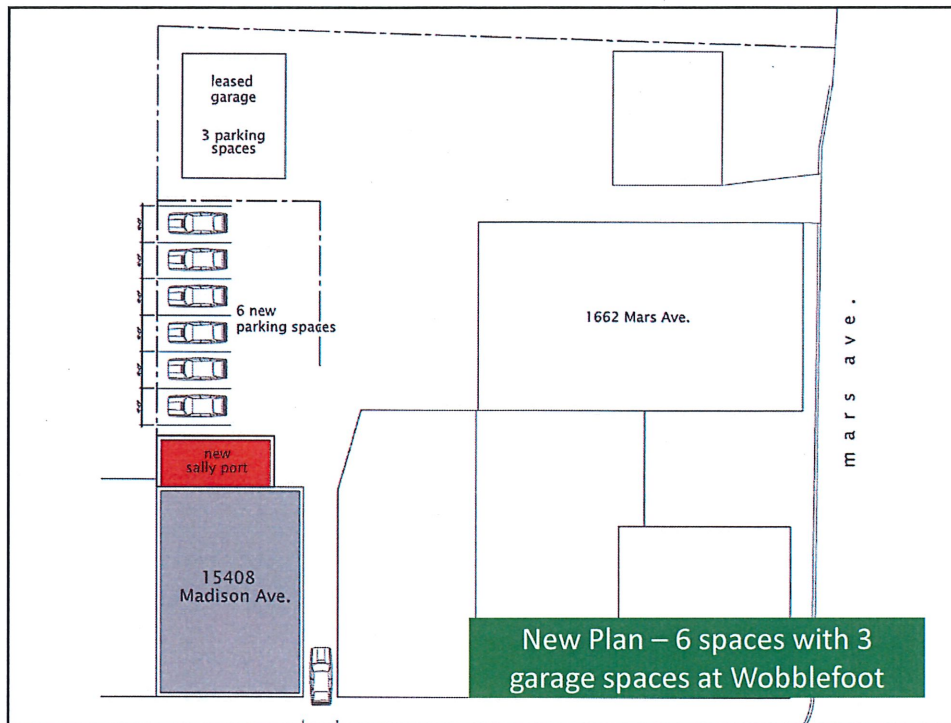 leased
garage
3 parking
spaces
6 new
parking spaces
1662 Mars Ave.
mars ave.
new
sally port
15408
Madison Ave.
New Plan – 6 spaces with 3
garage spaces at Wobblefoot